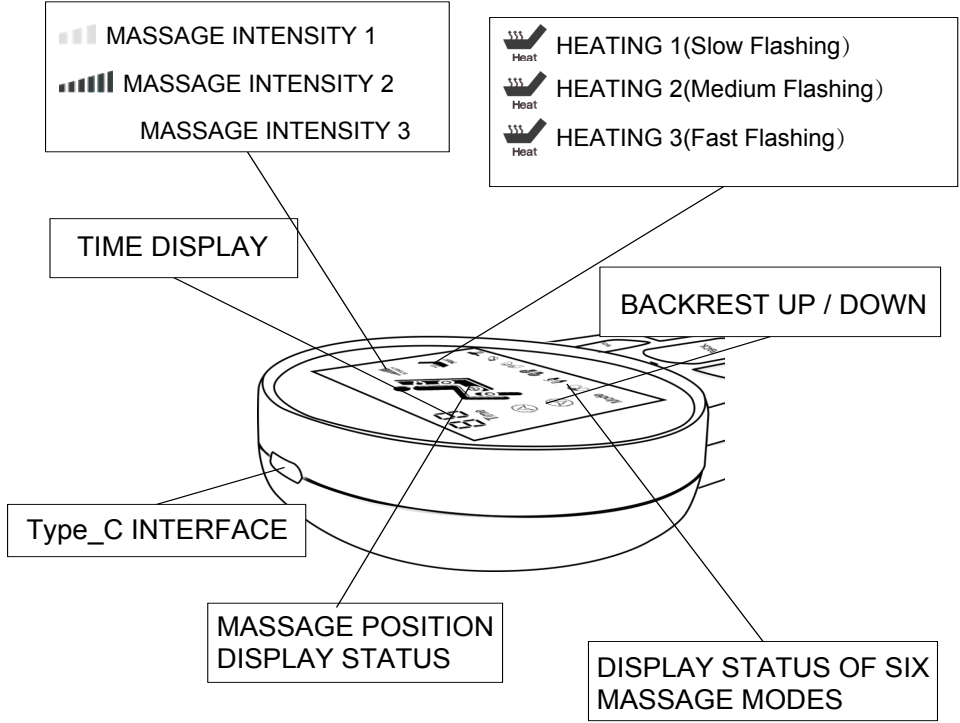 MASSAGE INTENSITY 1
MASSAGE INTENSITY 2
MASSAGE INTENSITY 3
Heat HEATING 1(Slow Flashing）
Heat HEATING 2(Medium Flashing）
Heat HEATING 3(Fast Flashing）
TIME DISPLAY
BACKREST UP / DOWN
Type_C INTERFACE
MASSAGE POSITION
DISPLAY STATUS
DISPLAY STATUS OF SIX
MASSAGE MODES